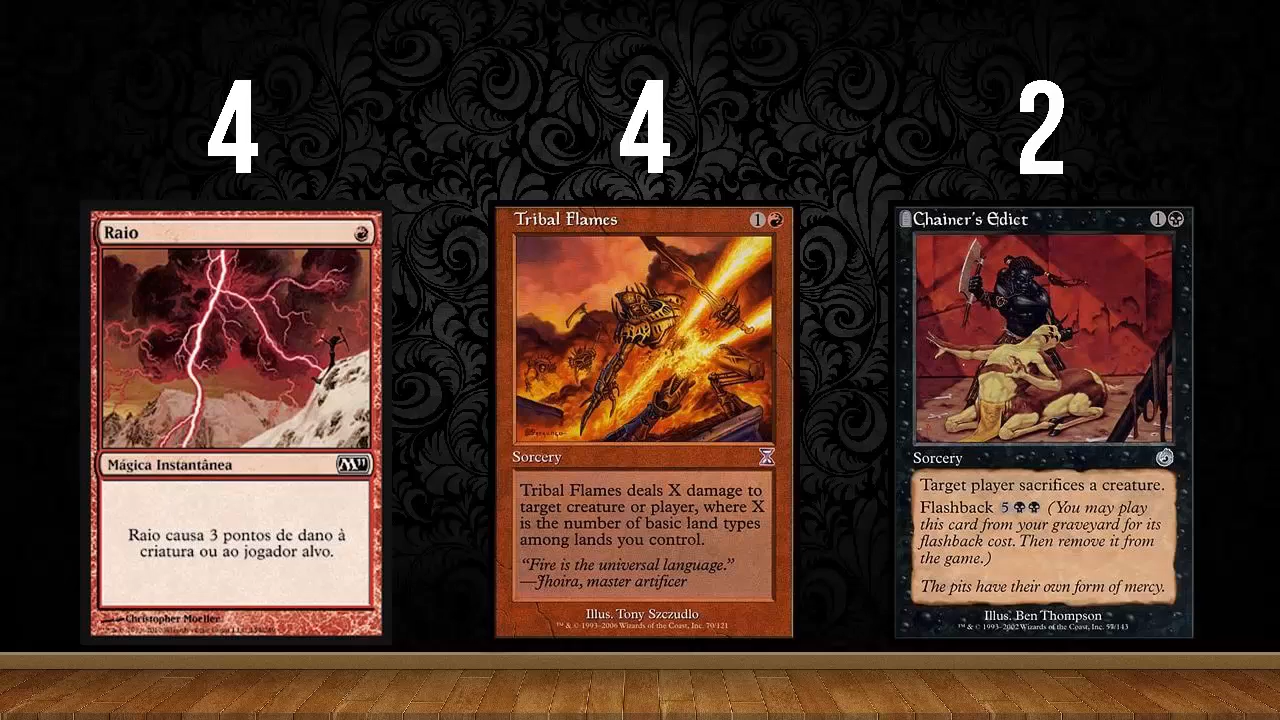 4
4
2
Raio
Mágica Instantânea
M11
Raio causa 3 pontos de dano à
criatura ou ao jogador alvo.
Christopher Moeller
Tribal Flames
1
Sorcery
Tribal Flames deals X damage to
target creature or player, where X
is the number of basic land types
among lands you control.
“Fire is the universal language.”
—Jhoira, master artificer
Illus. Tony Szczudlo
™ & © 1993–2006 Wizards of the Coast, Inc. 70/121
Chainer's Edict
1
Sorcery
Target player sacrifices a creature.
Flashback 5 (You may play
this card from your graveyard for its
flashback cost. Then remove it from
the game.)
The pits have their own form of mercy.
Illus. Ben Thompson
™ & © 1993–2002 Wizards of the Coast, Inc. 57/143